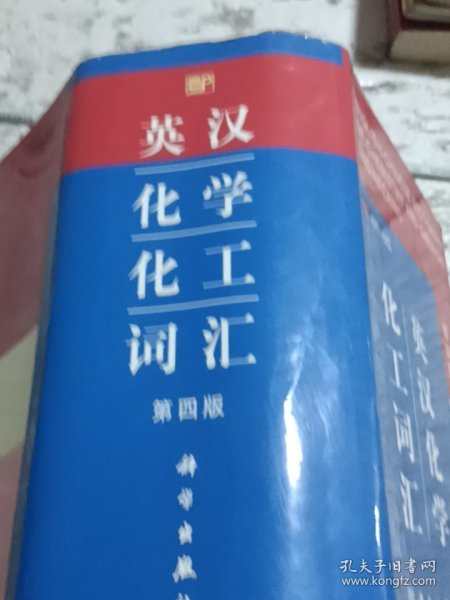 英汉
化学
化工
词汇
第四版
科学出版
英汉化学
化工词汇
孔夫子旧书网
www.kongfz.com